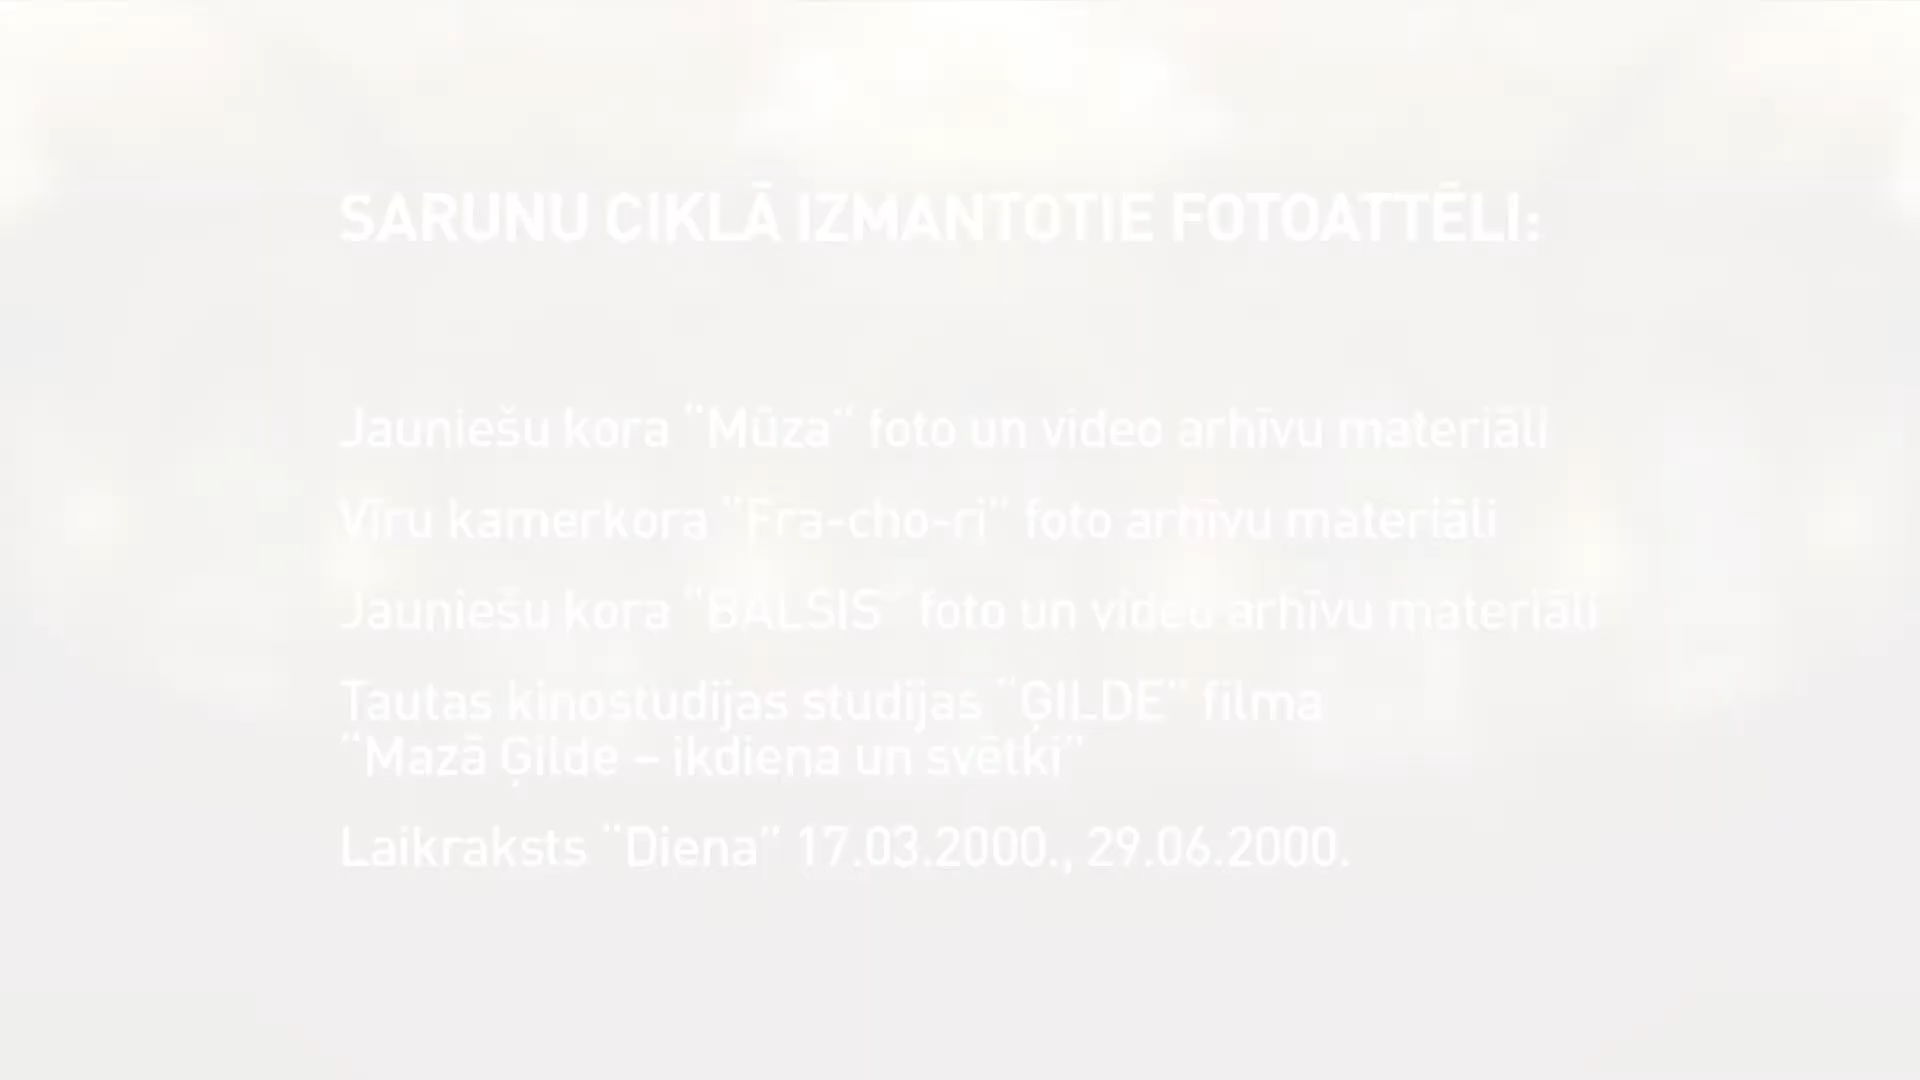 SARUNU CIKLĀ IZMANTOTIE FOTOATTĒLI:
Jauniešu kora “Mūza” foto un video arhīvu materiāli
Vīru kamerkora “Fra-cho-ri” foto arhīvu materiāli
Jauniešu kora “BALSIS” foto un video arhīvu materiāli
Tautas kinostudijas studijas “ĢILDE” filma
“Mazā Ģilde – ikdiena un svētki”
Laikraksts “Diena” 17.03.2000., 29.06.2000.